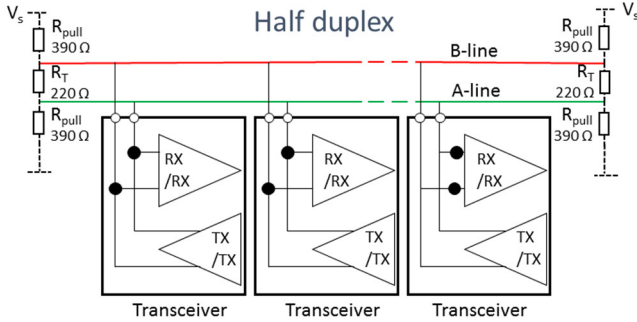 Half duplex
Vs
Rpull
390 Ω
RT
220 Ω
Rpull
390 Ω
B-line
A-line
Vs
Rpull
390 Ω
RT
220 Ω
Rpull
390 Ω
RX
/RX
TX
/TX
Transceiver
RX
/RX
TX
/TX
Transceiver
RX
/RX
TX
/TX
Transceiver